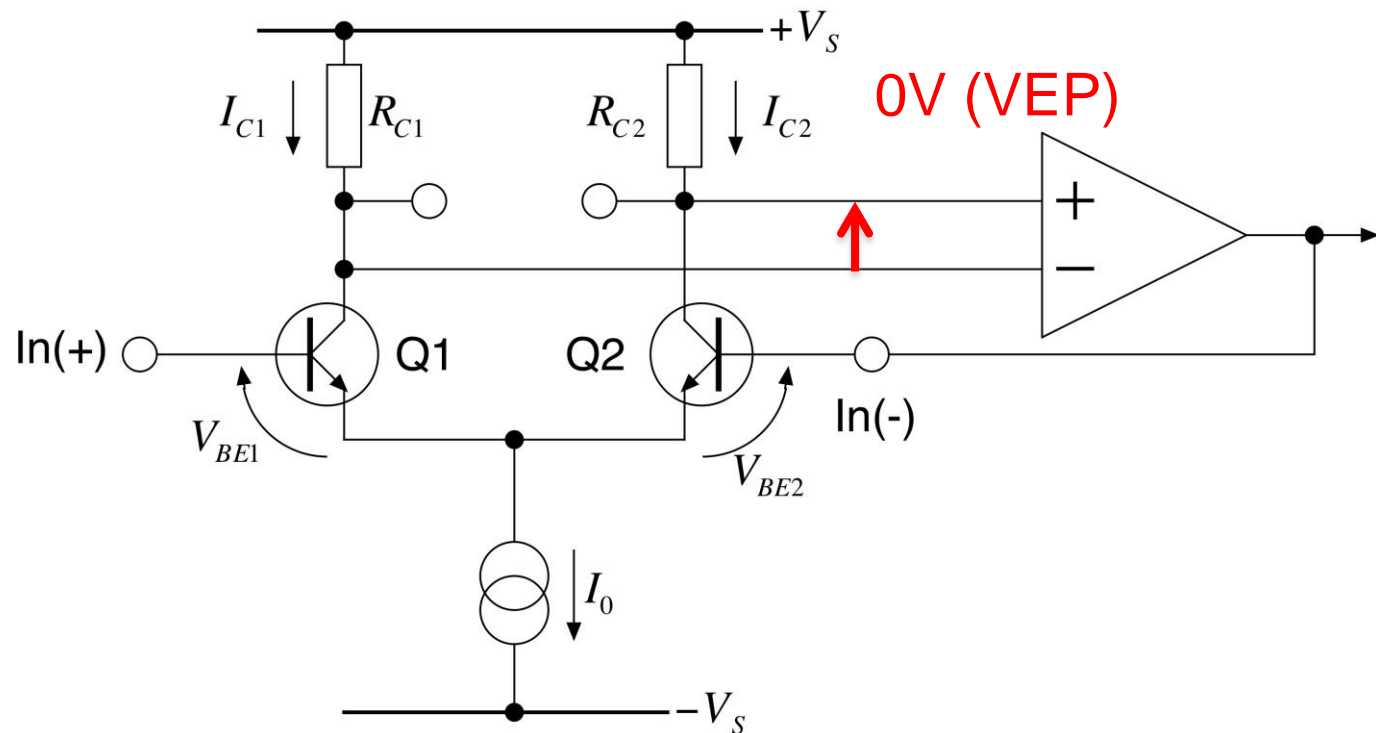 +V_S
0V (VEP)
I_C1
R_C1
R_C2
I_C2
+
−
In(+)
Q1
Q2
In(-)
V_BE1
V_BE2
I_0
−V_S